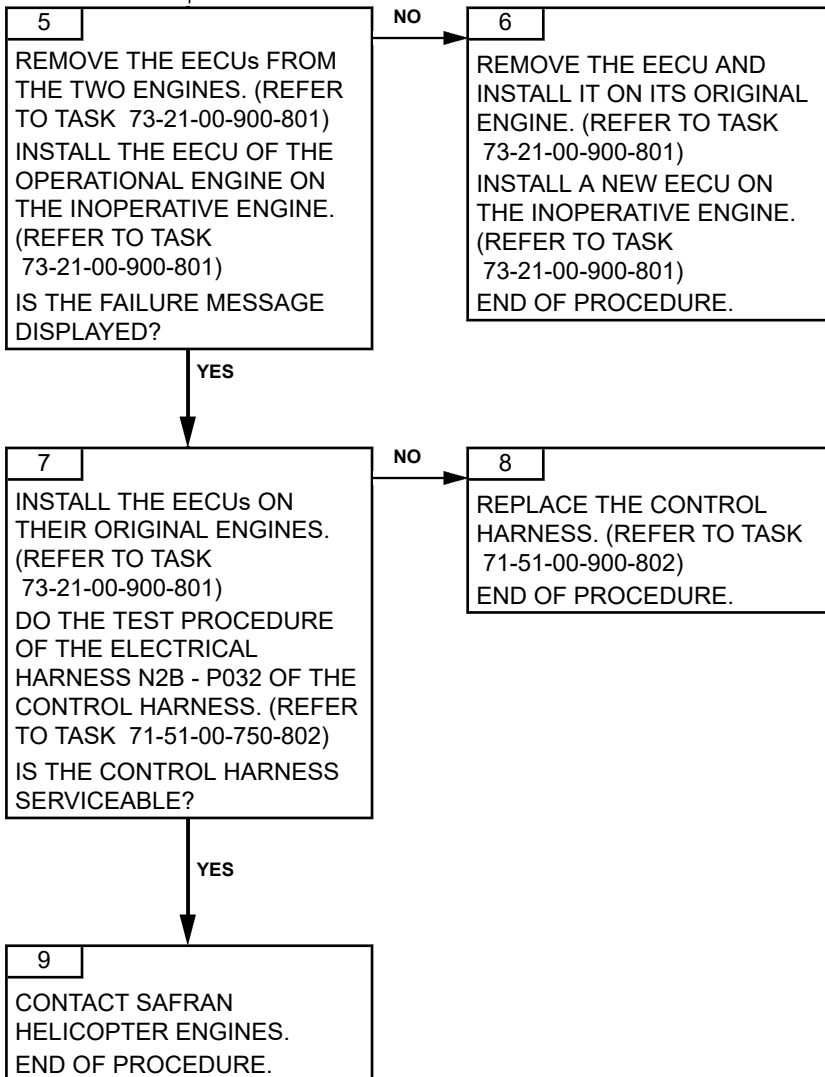 5
REMOVE THE EECUs FROM
THE TWO ENGINES. (REFER
TO TASK 73-21-00-900-801)
INSTALL THE EECU OF THE
OPERATIONAL ENGINE ON
THE INOPERATIVE ENGINE.
(REFER TO TASK
73-21-00-900-801)
IS THE FAILURE MESSAGE
DISPLAYED?
NO
6
REMOVE THE EECU AND
INSTALL IT ON ITS ORIGINAL
ENGINE. (REFER TO TASK
73-21-00-900-801)
INSTALL A NEW EECU ON
THE INOPERATIVE ENGINE.
(REFER TO TASK
73-21-00-900-801)
END OF PROCEDURE.
YES
7
INSTALL THE EECUs ON
THEIR ORIGINAL ENGINES.
(REFER TO TASK
73-21-00-900-801)
DO THE TEST PROCEDURE
OF THE ELECTRICAL
HARNESS N2B - P032 OF THE
CONTROL HARNESS. (REFER
TO TASK 71-51-00-750-802)
IS THE CONTROL HARNESS
SERVICEABLE?
NO
8
REPLACE THE CONTROL
HARNESS. (REFER TO TASK
71-51-00-900-802)
END OF PROCEDURE.
YES
9
CONTACT SAFRAN
HELICOPTER ENGINES.
END OF PROCEDURE.